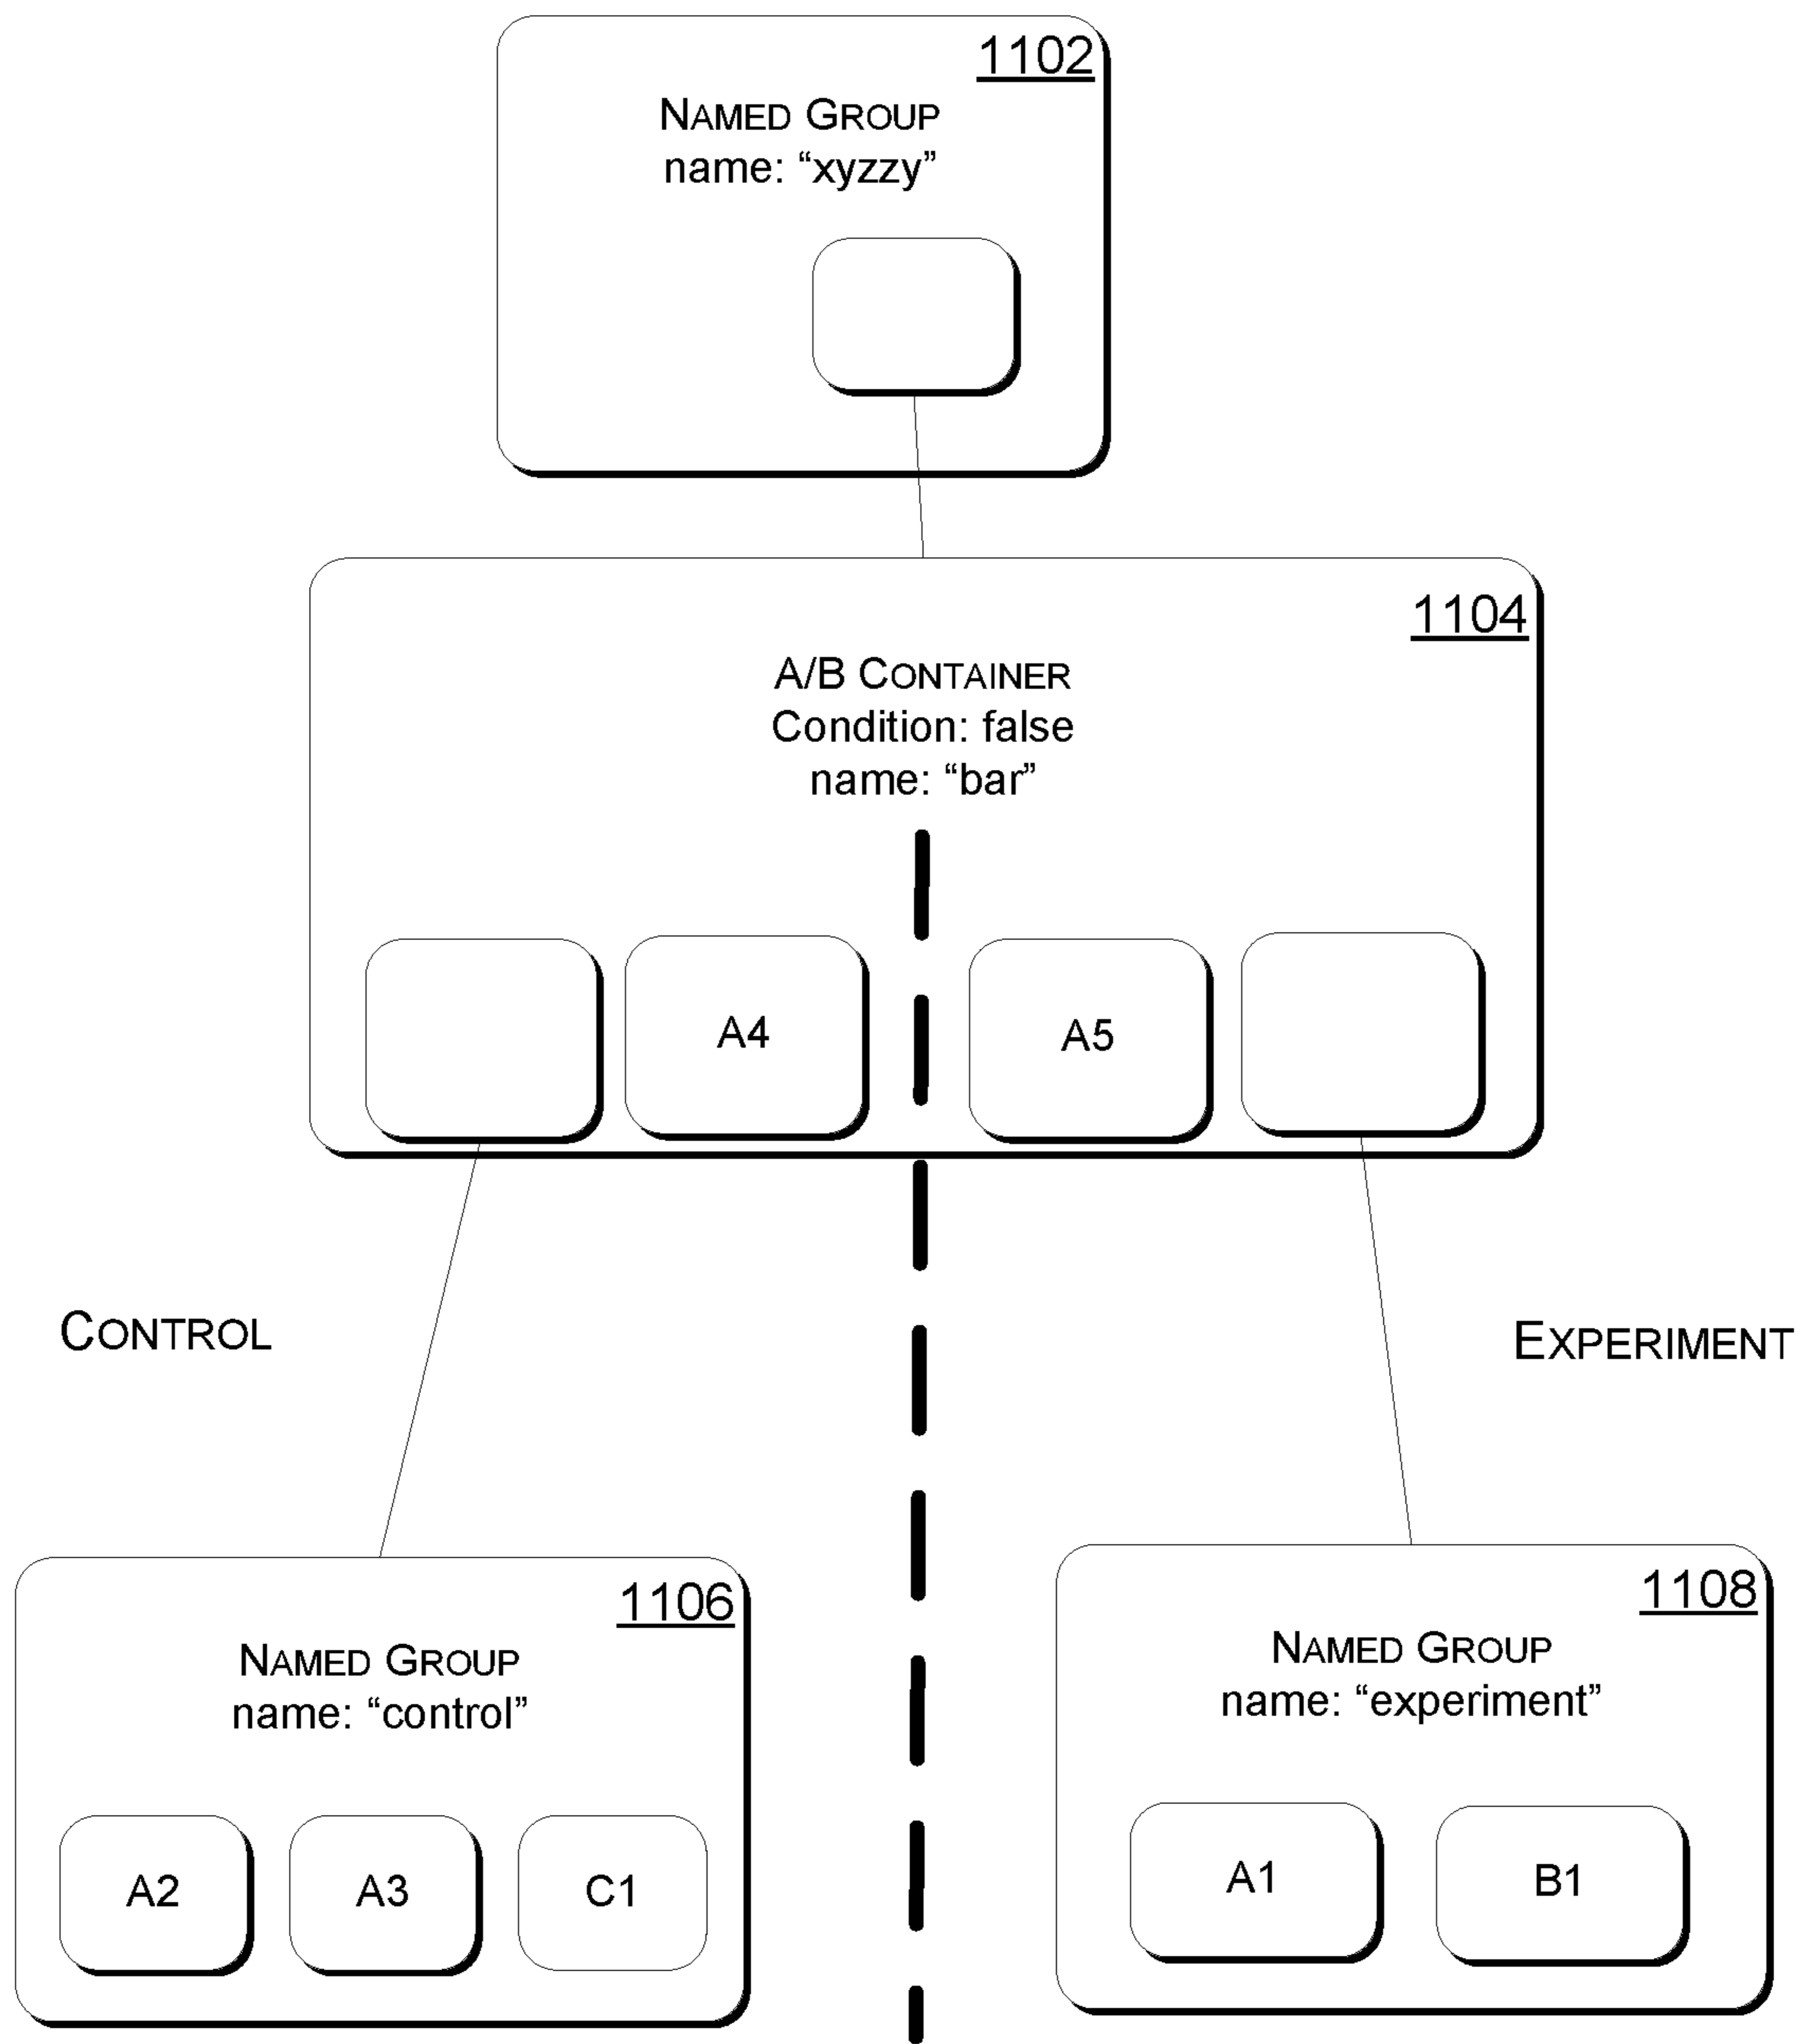 1102
NAMED GROUP
name: “xyzzy”
1104
A/B CONTAINER
Condition: false
name: “bar”
A4
A5
CONTROL
EXPERIMENT
1106
NAMED GROUP
name: “control”
A2
A3
C1
1108
NAMED GROUP
name: “experiment”
A1
B1